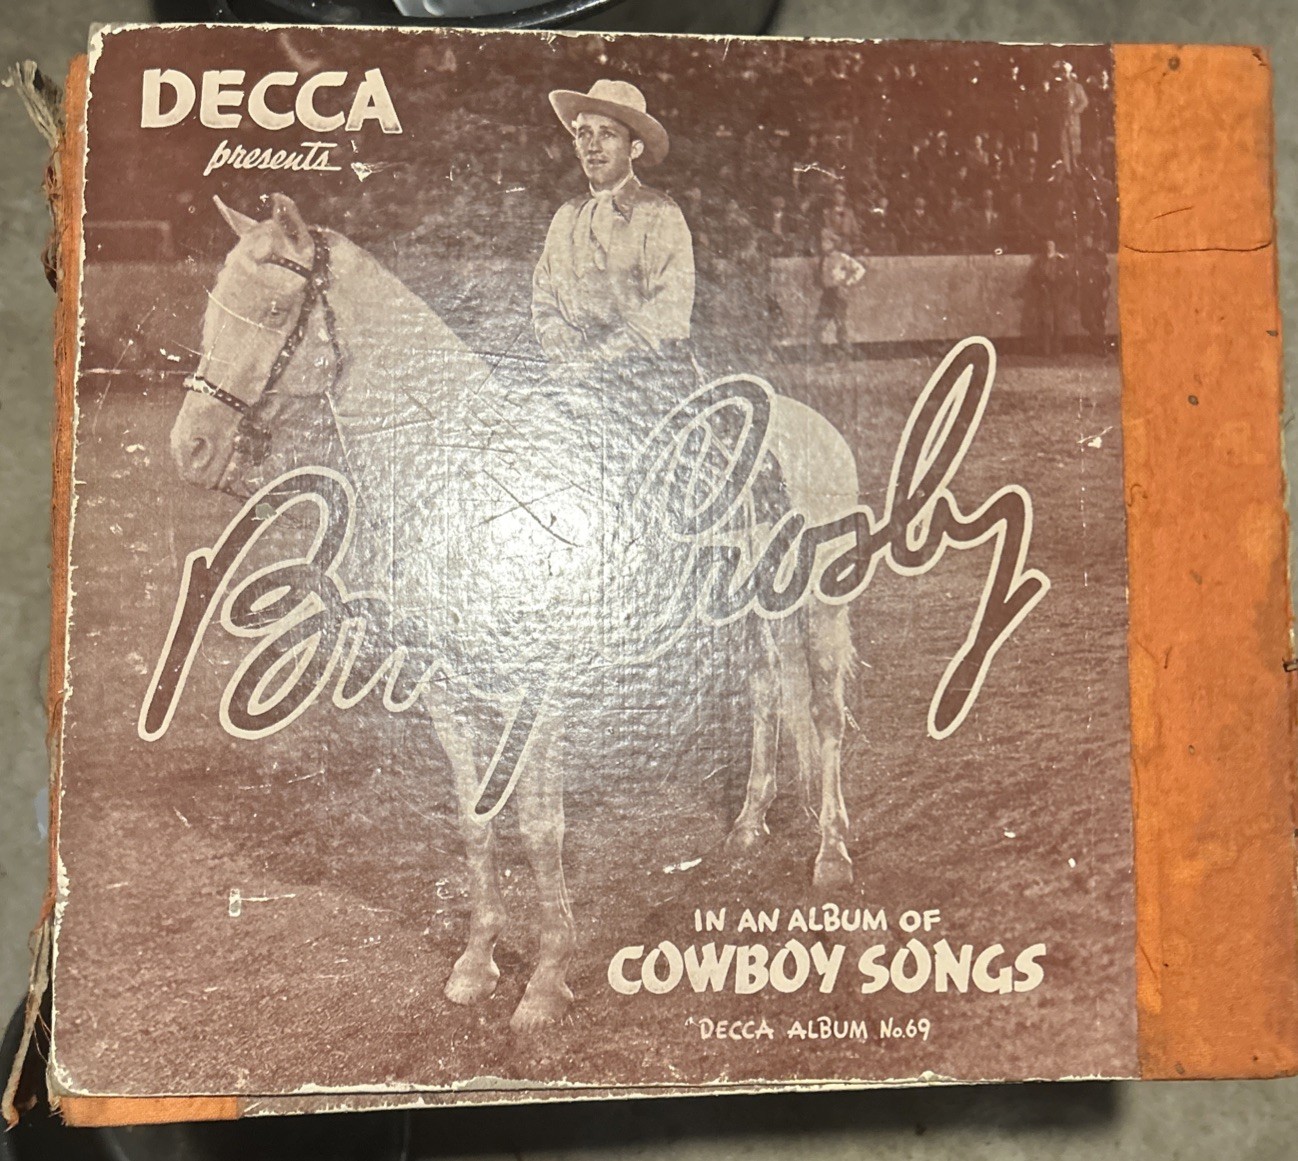 DECCA
presents
Bing Crosby
IN AN ALBUM OF
COWBOY SONGS
DECCA ALBUM No.69